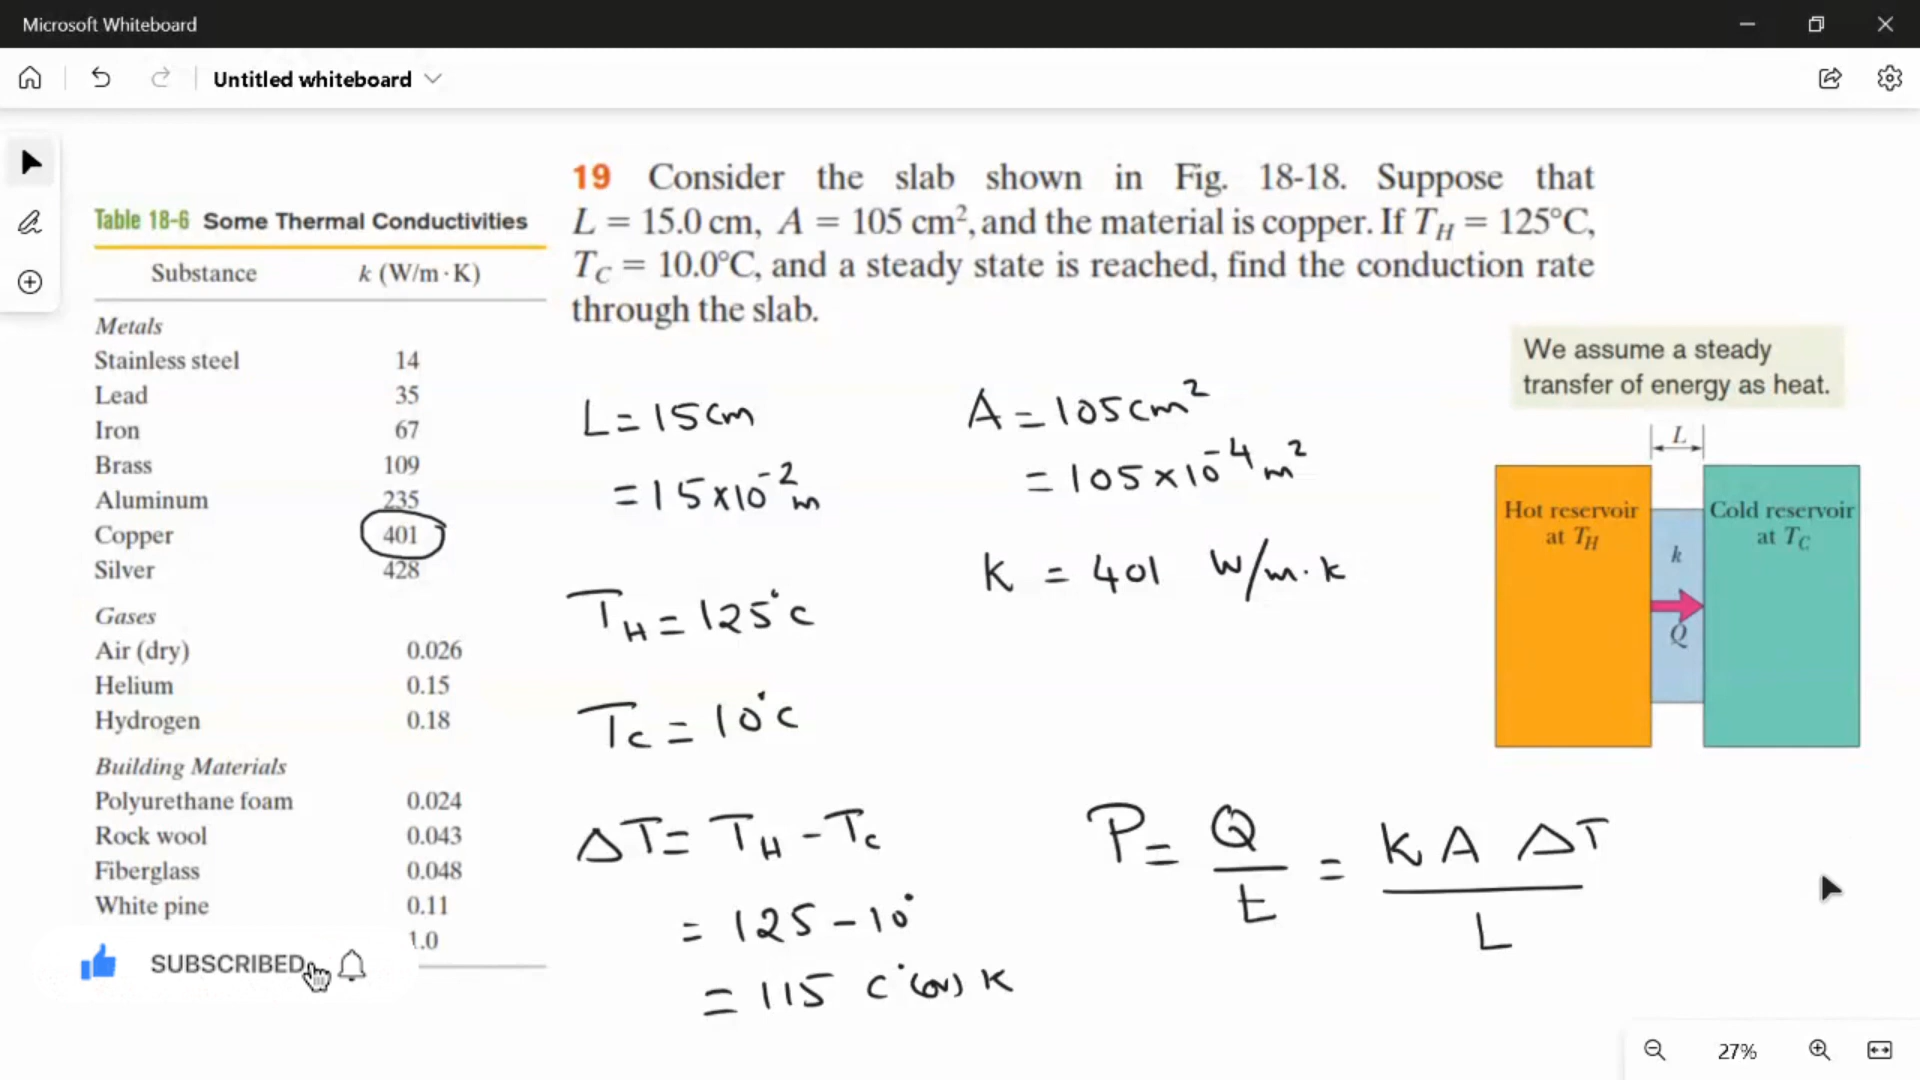 Microsoft Whiteboard
Untitled whiteboard
Table 18-6 Some Thermal Conductivities
Substance k (W/m · K)
Metals
Stainless steel 14
Lead 35
Iron 67
Brass 109
Aluminum 235
Copper 401
Silver 428
Gases
Air (dry) 0.026
Helium 0.15
Hydrogen 0.18
Building Materials
Polyurethane foam 0.024
Rock wool 0.043
Fiberglass 0.048
White pine 0.11
1.0
SUBSCRIBED
19 Consider the slab shown in Fig. 18-18. Suppose that
L = 15.0 cm, A = 105 cm², and the material is copper. If T_H = 125°C,
T_C = 10.0°C, and a steady state is reached, find the conduction rate
through the slab.
L = 15 cm
= 15 × 10⁻² m
T_H = 125°C
T_C = 10°C
ΔT = T_H − T_C
= 125 − 10°
= 115 C° (or) K
A = 105 cm²
= 105 × 10⁻⁴ m²
K = 401 W/m·K
P = Q/t = K A ΔT / L
We assume a steady
transfer of energy as heat.
L
Hot reservoir
at T_H
k
Q
Cold reservoir
at T_C
27%